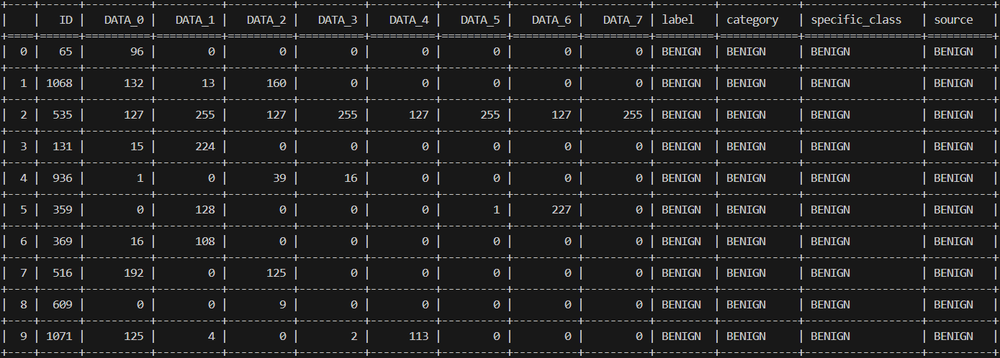 | | ID | DATA_0 | DATA_1 | DATA_2 | DATA_3 | DATA_4 | DATA_5 | DATA_6 | DATA_7 | label | category | specific_class | source |
| 0 | 65 | 96 | 0 | 0 | 0 | 0 | 0 | 0 | 0 | BENIGN | BENIGN | BENIGN | BENIGN |
| 1 | 1068 | 132 | 13 | 160 | 0 | 0 | 0 | 0 | 0 | BENIGN | BENIGN | BENIGN | BENIGN |
| 2 | 535 | 127 | 255 | 127 | 255 | 127 | 255 | 127 | 255 | BENIGN | BENIGN | BENIGN | BENIGN |
| 3 | 131 | 15 | 224 | 0 | 0 | 0 | 0 | 0 | 0 | BENIGN | BENIGN | BENIGN | BENIGN |
| 4 | 936 | 1 | 0 | 39 | 16 | 0 | 0 | 0 | 0 | BENIGN | BENIGN | BENIGN | BENIGN |
| 5 | 359 | 0 | 128 | 0 | 0 | 0 | 1 | 227 | 0 | BENIGN | BENIGN | BENIGN | BENIGN |
| 6 | 369 | 16 | 108 | 0 | 0 | 0 | 0 | 0 | 0 | BENIGN | BENIGN | BENIGN | BENIGN |
| 7 | 516 | 192 | 0 | 125 | 0 | 0 | 0 | 0 | 0 | BENIGN | BENIGN | BENIGN | BENIGN |
| 8 | 609 | 0 | 0 | 9 | 0 | 0 | 0 | 0 | 0 | BENIGN | BENIGN | BENIGN | BENIGN |
| 9 | 1071 | 125 | 4 | 0 | 2 | 113 | 0 | 0 | 0 | BENIGN | BENIGN | BENIGN | BENIGN |